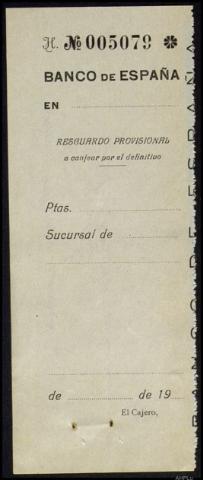 H. № 005079 ✽
BANCO DE ESPAÑA
EN
RESGUARDO PROVISIONAL
a canjear por el definitivo
Ptas.
Sucursal de
de de 19
El Cajero,